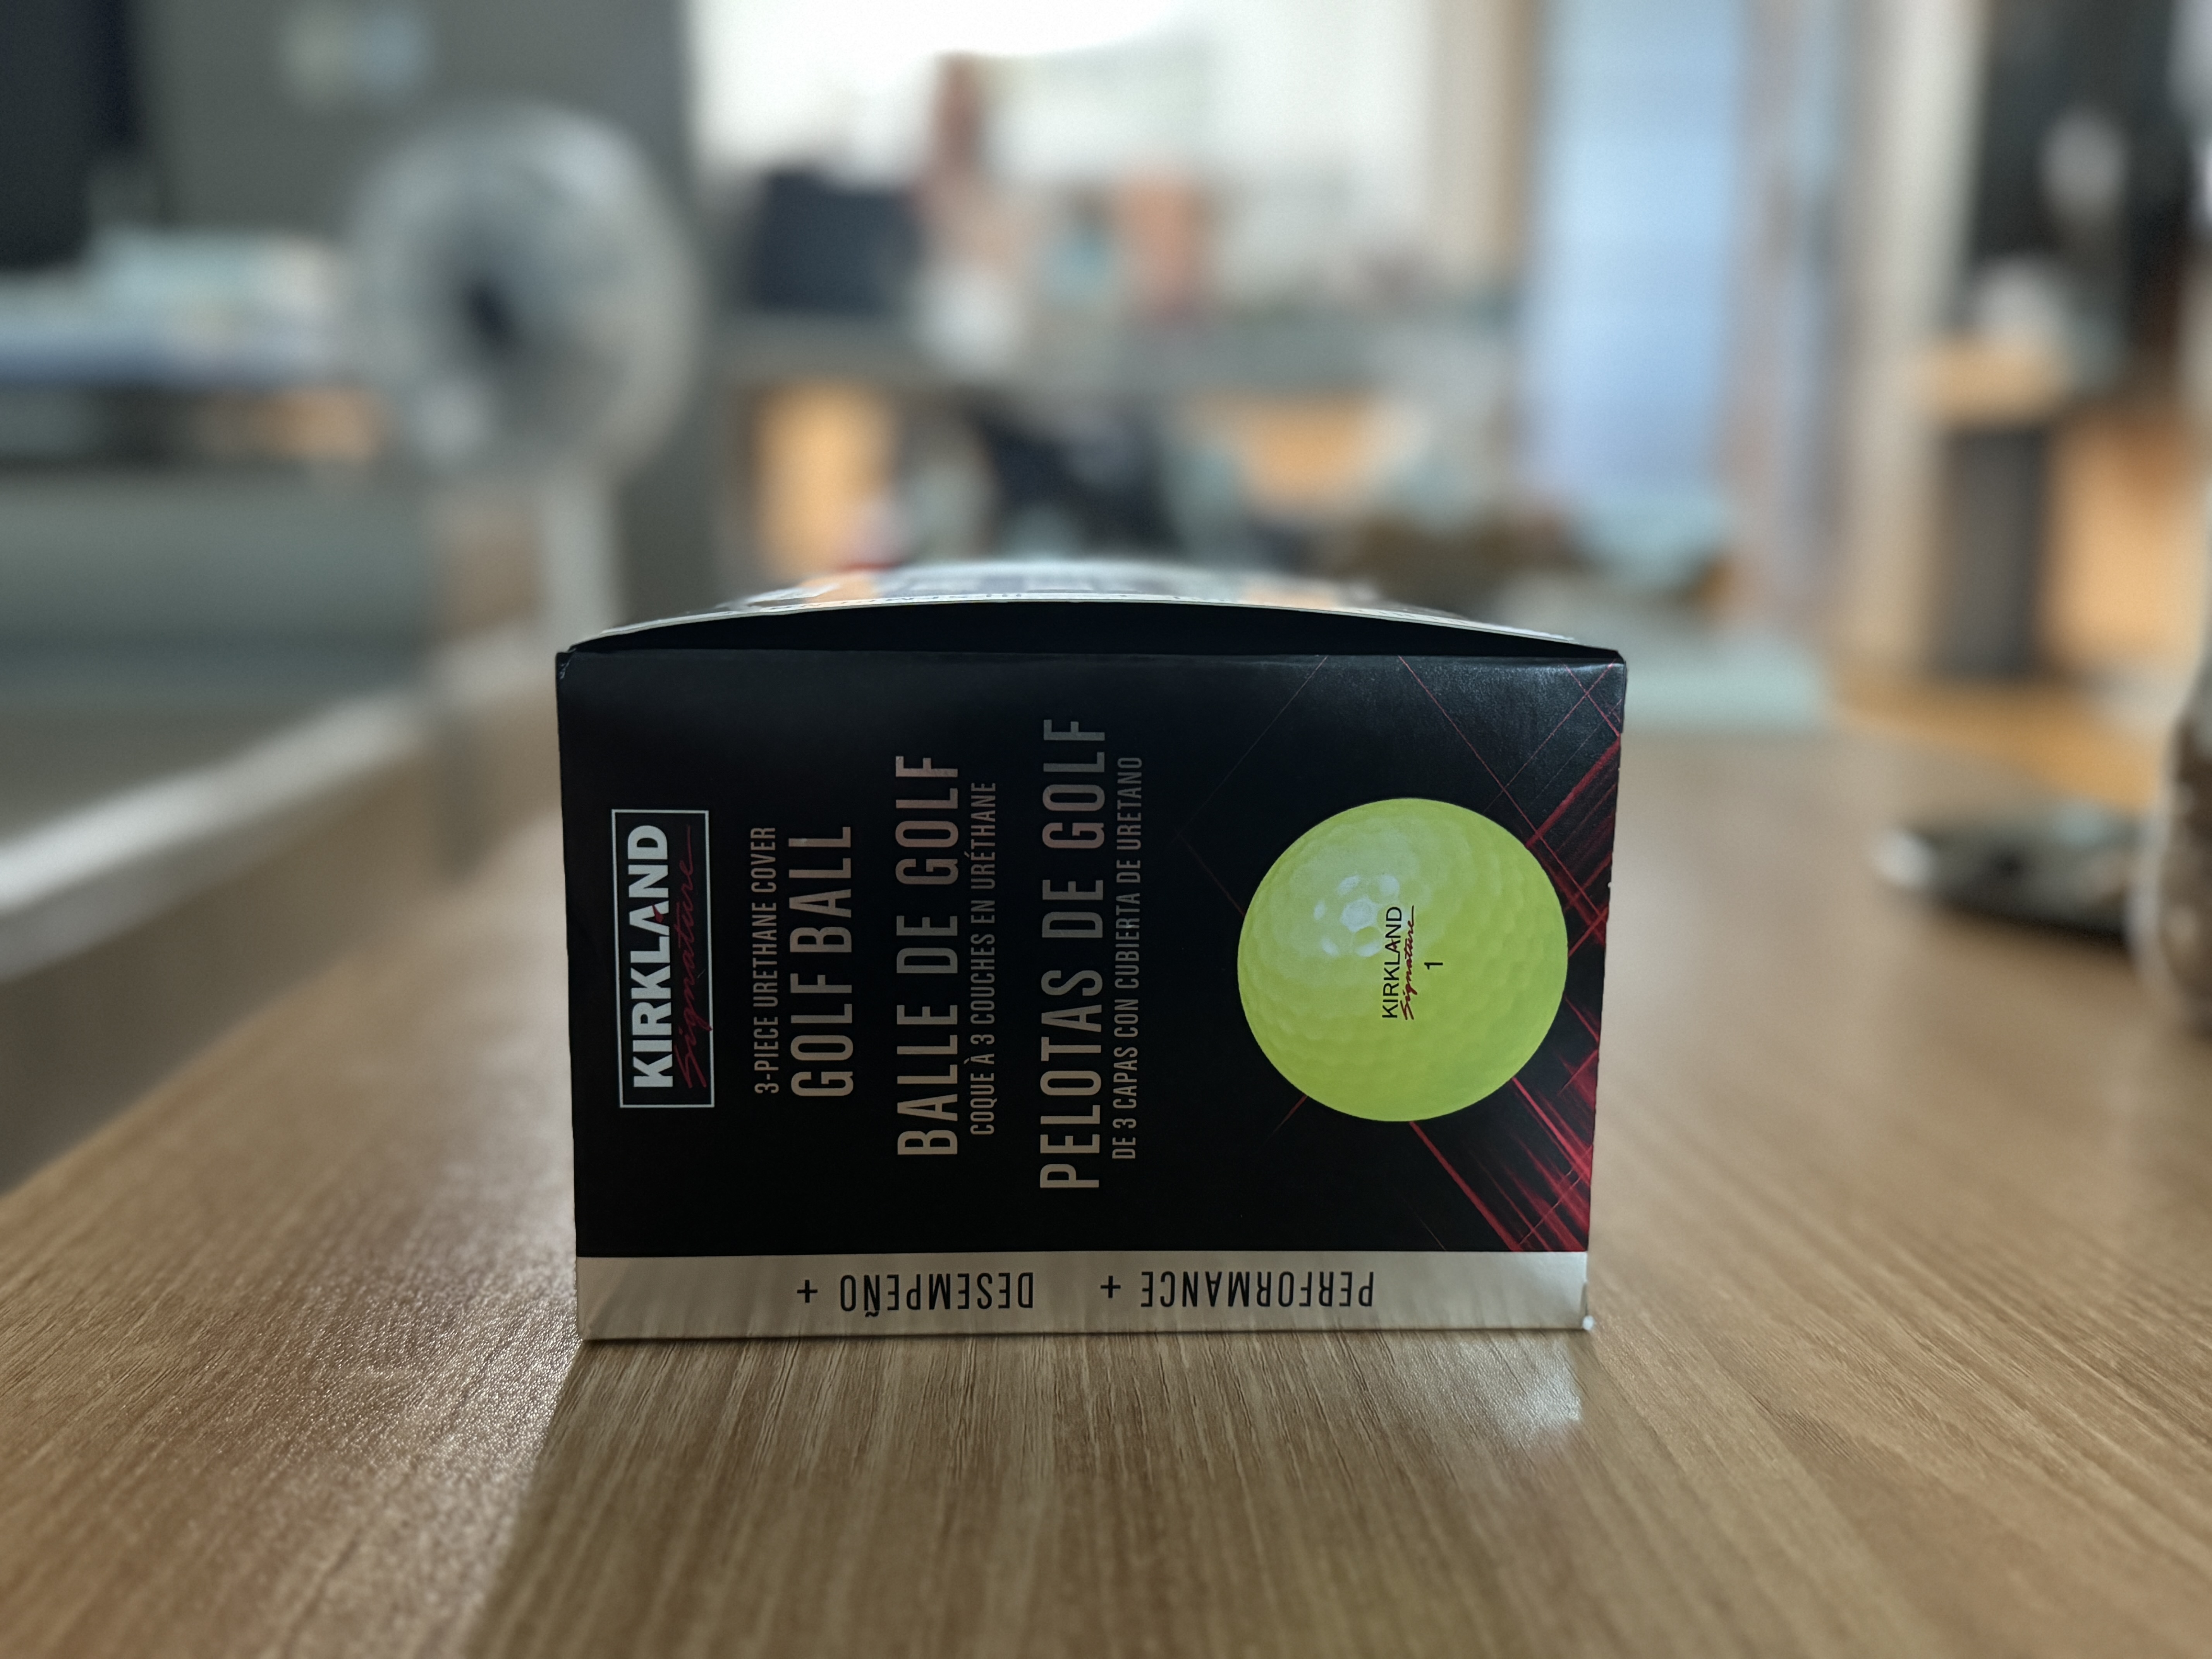 KIRKLAND
Signature
3-PIECE URETHANE COVER
GOLF BALL
BALLE DE GOLF
COQUE À 3 COUCHES EN URÉTHANE
PELOTAS DE GOLF
DE 3 CAPAS CON CUBIERTA DE URETANO
KIRKLAND
Signature
1
PERFORMANCE + DESEMPEÑO +